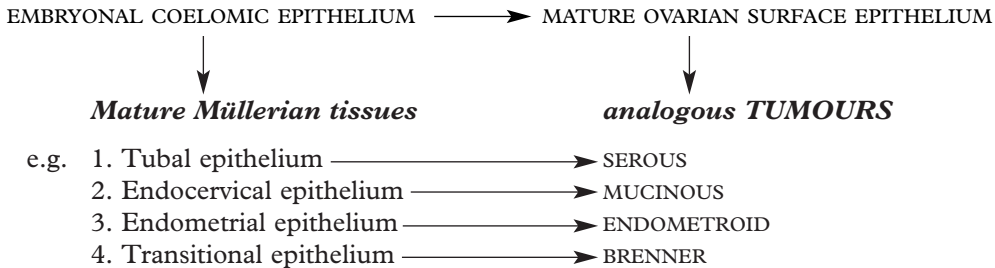 EMBRYONAL COELOMIC EPITHELIUM MATURE OVARIAN SURFACE EPITHELIUM
Mature Müllerian tissues analogous TUMOURS
e.g. 1. Tubal epithelium SEROUS
2. Endocervical epithelium MUCINOUS
3. Endometrial epithelium ENDOMETROID
4. Transitional epithelium BRENNER